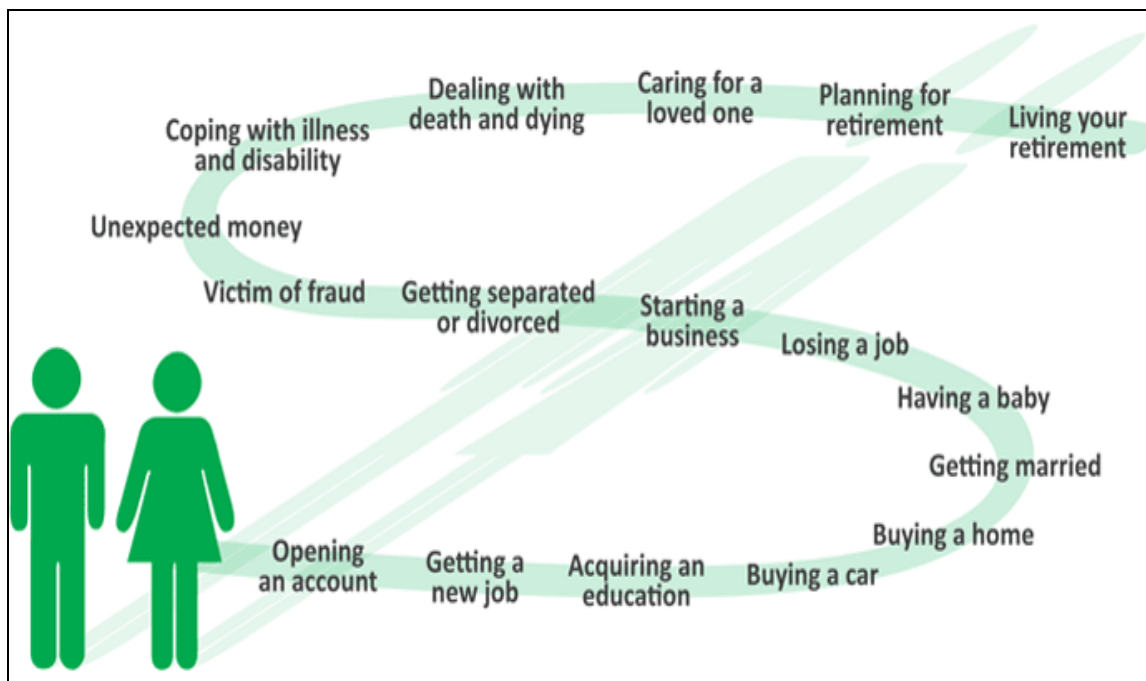 Dealing with
death and dying
Caring for a
loved one
Planning for
retirement
Living your
retirement
Coping with illness
and disability
Unexpected money
Victim of fraud
Getting separated
or divorced
Starting a
business
Losing a job
Having a baby
Getting married
Buying a home
Opening
an account
Getting a
new job
Acquiring an
education
Buying a car